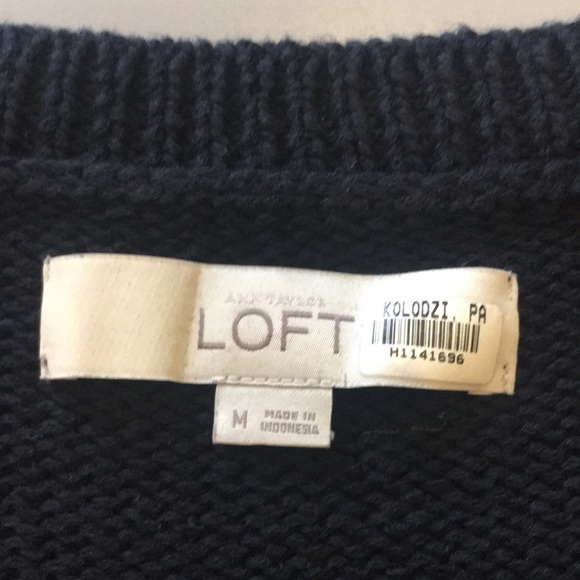 ANN TAYLOR
LOFT
KOLODZI, PA
H1141696
M
MADE IN
INDONESIA